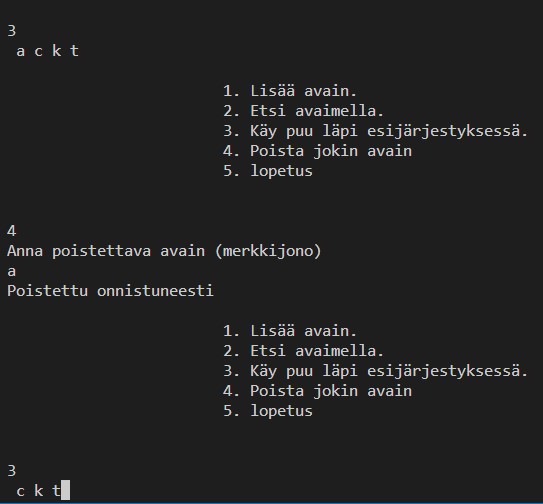 3
a c k t
1. Lisää avain.
2. Etsi avaimella.
3. Käy puu läpi esijärjestyksessä.
4. Poista jokin avain
5. lopetus
4
Anna poistettava avain (merkkijono)
a
Poistettu onnistuneesti
1. Lisää avain.
2. Etsi avaimella.
3. Käy puu läpi esijärjestyksessä.
4. Poista jokin avain
5. lopetus
3
c k t